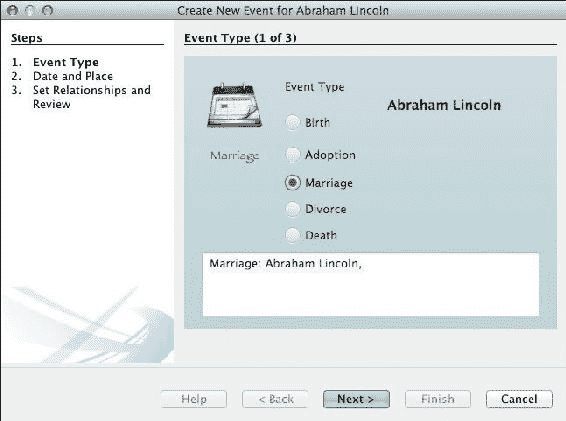 Create New Event for Abraham Lincoln
Steps
1. Event Type
2. Date and Place
3. Set Relationships and
Review
Event Type (1 of 3)
Event Type
Abraham Lincoln
Birth
Marriage
Adoption
Marriage
Divorce
Death
Marriage: Abraham Lincoln,
Help
< Back
Next >
Finish
Cancel